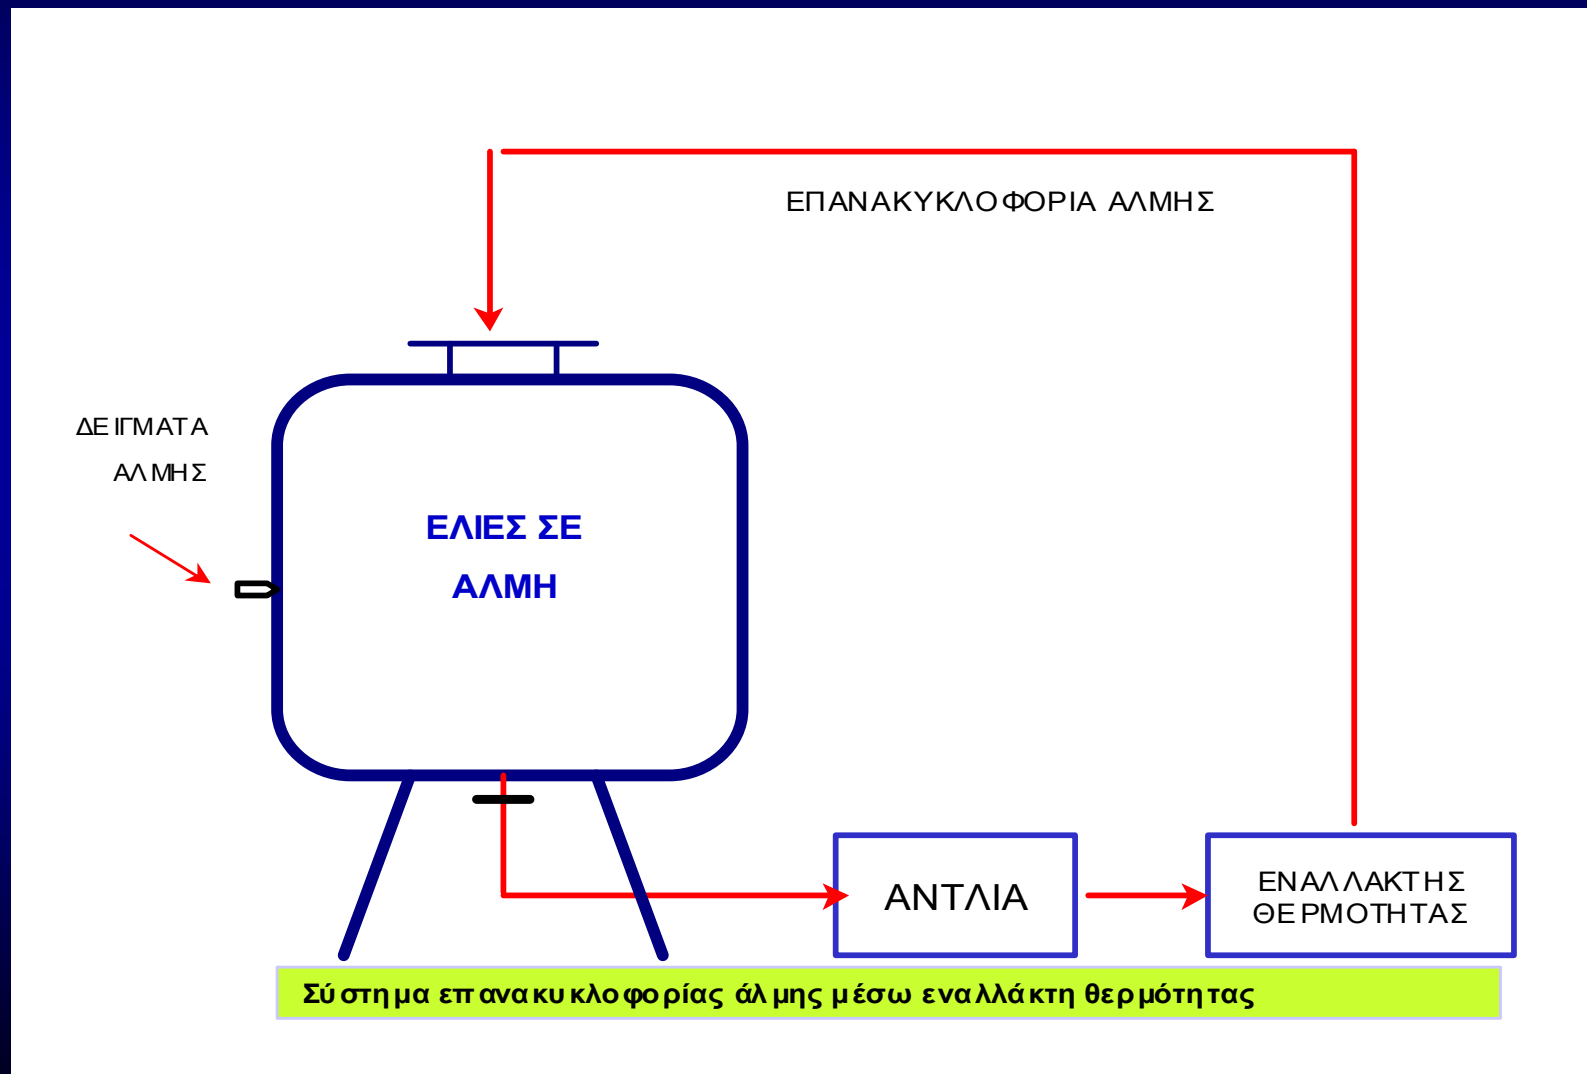 ΕΠΑΝΑΚΥΚΛΟΦΟΡΙΑ ΑΛΜΗΣ
ΔΕΙΓΜΑΤΑ
ΑΛΜΗΣ
ΕΛΙΕΣ ΣΕ
ΑΛΜΗ
ΑΝΤΛΙΑ
ΕΝΑΛΛΑΚΤΗΣ
ΘΕΡΜΟΤΗΤΑΣ
Σύστημα επανακυκλοφορίας άλμης μέσω εναλλάκτη θερμότητας